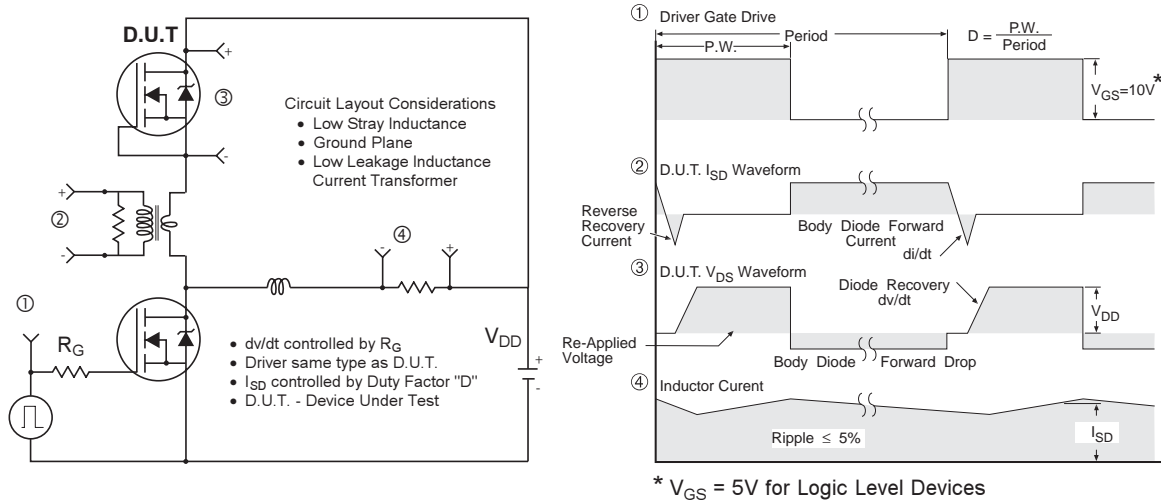 D.U.T
+
③
-
Circuit Layout Considerations
• Low Stray Inductance
• Ground Plane
• Low Leakage Inductance
Current Transformer
+
②
-
④
-
+
①
RG
• dv/dt controlled by RG
• Driver same type as D.U.T.
• ISD controlled by Duty Factor "D"
• D.U.T. - Device Under Test
VDD
+
-
① Driver Gate Drive
P.W.
Period
D = P.W.
Period
VGS=10V*
② D.U.T. ISD Waveform
Reverse
Recovery
Current
Body Diode Forward
Current
di/dt
③ D.U.T. VDS Waveform
Diode Recovery
dv/dt
VDD
Re-Applied
Voltage
Body Diode Forward Drop
④ Inductor Curent
Ripple ≤ 5%
ISD
* VGS = 5V for Logic Level Devices